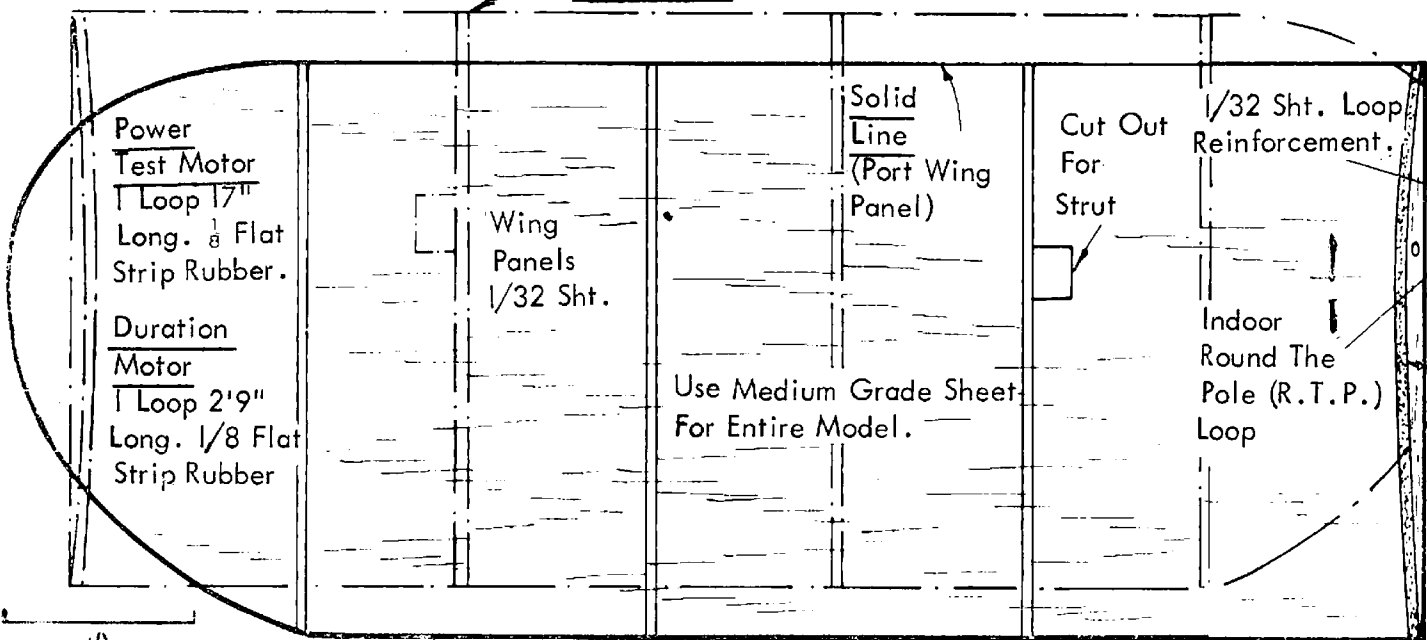 Power
Test Motor
1 Loop 17"
Long. 1/8 Flat
Strip Rubber.
Duration
Motor
1 Loop 2'9"
Long. 1/8 Flat
Strip Rubber
Wing
Panels
1/32 Sht.
Solid
Line
(Port Wing
Panel)
Use Medium Grade Sheet
For Entire Model.
Cut Out
For
Strut
1/32 Sht. Loop
Reinforcement.
Indoor
Round The
Pole (R.T.P.)
Loop